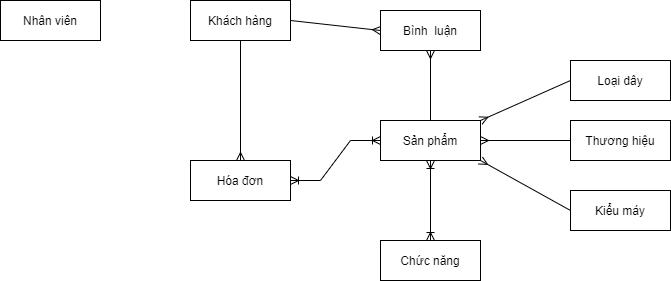 Nhân viên
Khách hàng
Bình luận
Loại dây
Sản phẩm
Thương hiệu
Hóa đơn
Kiểu máy
Chức năng